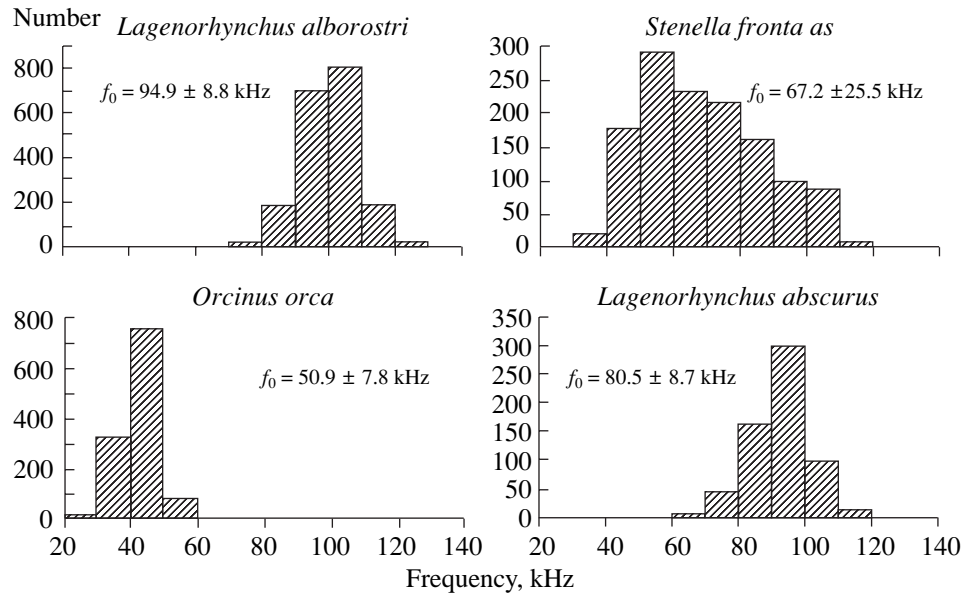 Number
Lagenorhynchus alborostri
800
600
400
200
0
f0 = 94.9 ± 8.8 kHz
Stenella fronta as
300
250
200
150
100
50
0
f0 = 67.2 ±25.5 kHz
Orcinus orca
800
600
400
200
0
f0 = 50.9 ± 7.8 kHz
20 40 60 80 100 120 140
Lagenorhynchus abscurus
350
300
250
200
150
100
50
0
f0 = 80.5 ± 8.7 kHz
20 40 60 80 100 120 140
Frequency, kHz